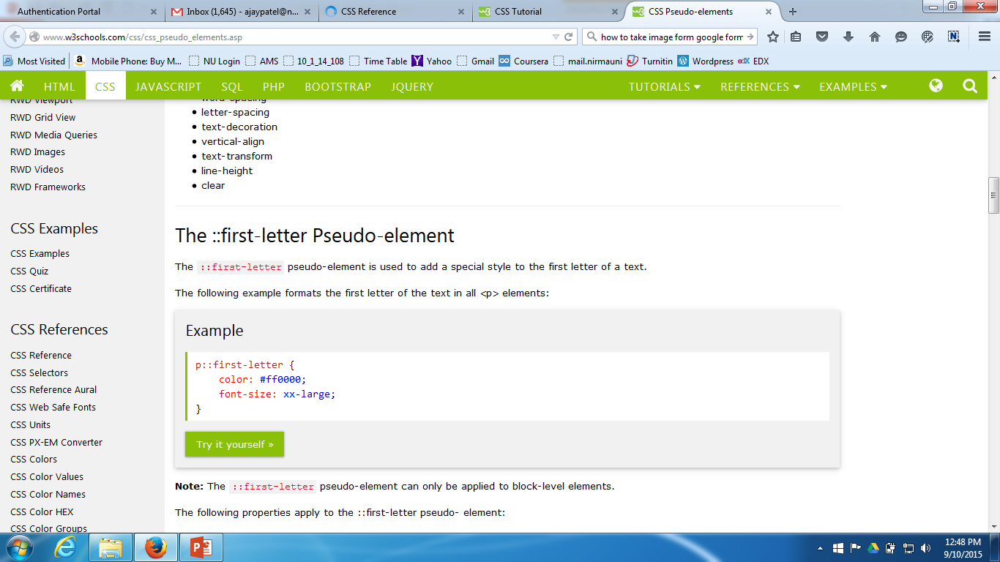 Authentication Portal
Inbox (1,645) - ajaypatel@n...
CSS Reference
CSS Tutorial
CSS Pseudo-elements
www.w3schools.com/css/css_pseudo_elements.asp
how to take image form google form
Most Visited
Mobile Phone: Buy M...
NU Login
AMS
10_1_14_108
Time Table
Yahoo
Gmail
Coursera
mail.nirmauni
Turnitin
Wordpress
EDX
HTML
CSS
JAVASCRIPT
SQL
PHP
BOOTSTRAP
JQUERY
TUTORIALS
REFERENCES
EXAMPLES
RWD Viewport
RWD Grid View
RWD Media Queries
RWD Images
RWD Videos
RWD Frameworks
CSS Examples
CSS Examples
CSS Quiz
CSS Certificate
CSS References
CSS Reference
CSS Selectors
CSS Reference Aural
CSS Web Safe Fonts
CSS Units
CSS PX-EM Converter
CSS Colors
CSS Color Values
CSS Color Names
CSS Color HEX
CSS Color Groups
word-spacing
letter-spacing
text-decoration
vertical-align
text-transform
line-height
clear
The ::first-letter Pseudo-element
The ::first-letter pseudo-element is used to add a special style to the first letter of a text.
The following example formats the first letter of the text in all <p> elements:
Example
p::first-letter {
    color: #ff0000;
    font-size: xx-large;
}
Try it yourself »
Note: The ::first-letter pseudo-element can only be applied to block-level elements.
The following properties apply to the ::first-letter pseudo- element:
12:48 PM
9/10/2015